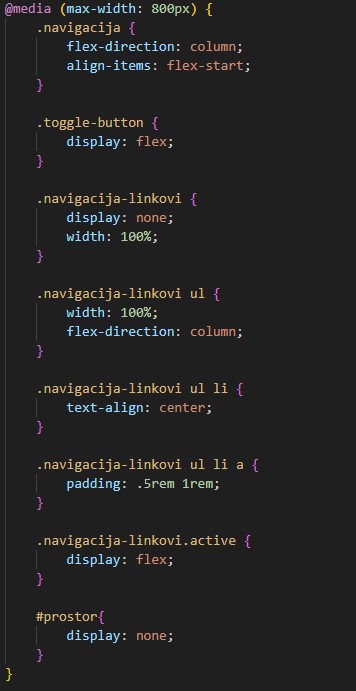 @media (max-width: 800px) {
    .navigacija {
        flex-direction: column;
        align-items: flex-start;
    }

    .toggle-button {
        display: flex;
    }

    .navigacija-linkovi {
        display: none;
        width: 100%;
    }

    .navigacija-linkovi ul {
        width: 100%;
        flex-direction: column;
    }

    .navigacija-linkovi ul li {
        text-align: center;
    }

    .navigacija-linkovi ul li a {
        padding: .5rem 1rem;
    }

    .navigacija-linkovi.active {
        display: flex;
    }

    #prostor{
        display: none;
    }
}